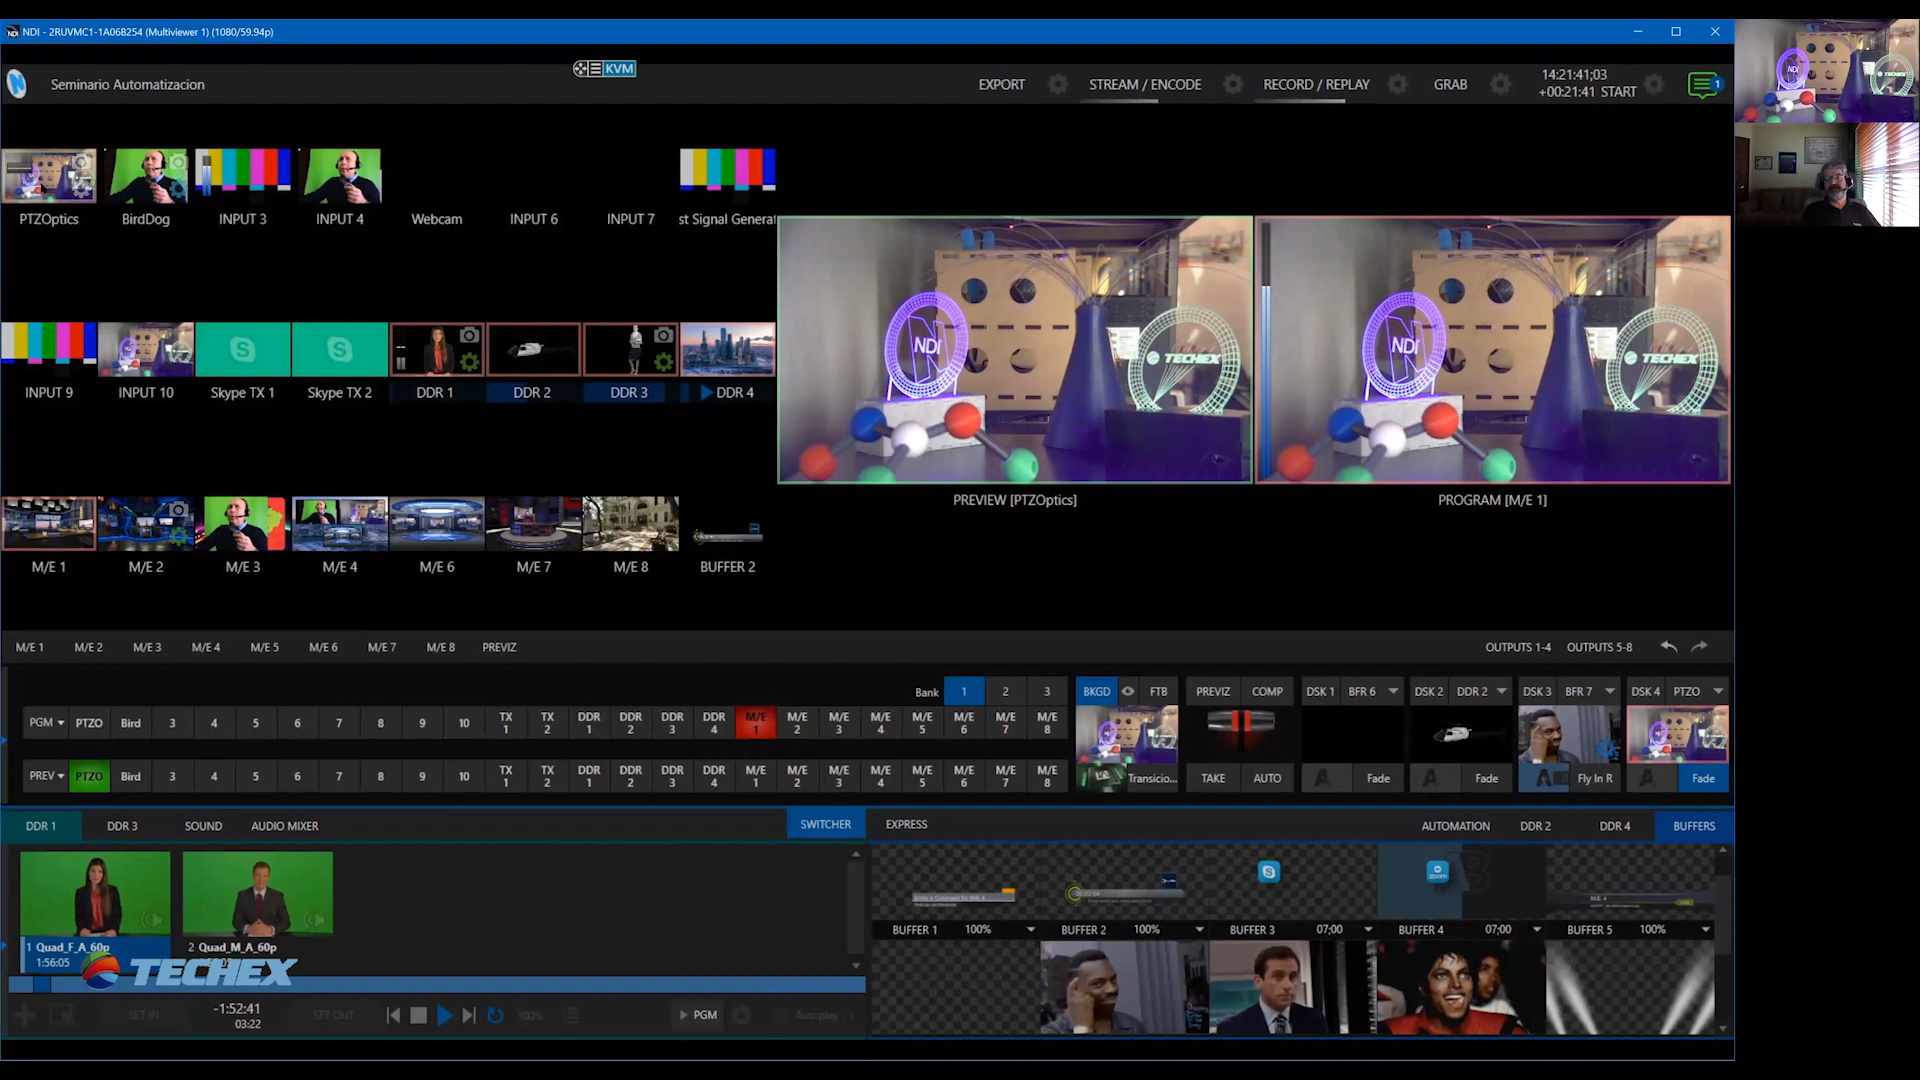 NDI - 2RUVMC1-1A06B254 (Multiviewer 1) (1080/59.94p)
KVM
Seminario Automatizacion
EXPORT
STREAM / ENCODE
RECORD / REPLAY
GRAB
14:21:41;03
+00:21:41 START
1
PTZOptics
BirdDog
INPUT 3
INPUT 4
Webcam
INPUT 6
INPUT 7
st Signal Generat
INPUT 9
INPUT 10
Skype TX 1
Skype TX 2
DDR 1
DDR 2
DDR 3
DDR 4
NDI
TECHEX
NDI
TECHEX
PREVIEW [PTZOptics]
PROGRAM [M/E 1]
M/E 1
M/E 2
M/E 3
M/E 4
M/E 6
M/E 7
M/E 8
BUFFER 2
M/E 1 M/E 2 M/E 3 M/E 4 M/E 5 M/E 6 M/E 7 M/E 8 PREVIZ
OUTPUTS 1-4 OUTPUTS 5-8
Bank 1 2 3
PGM PTZO Bird 3 4 5 6 7 8 9 10 TX 1 TX 2 DDR 1 DDR 2 DDR 3 DDR 4 M/E 1 M/E 2 M/E 3 M/E 4 M/E 5 M/E 6 M/E 7 M/E 8
PREV PTZO Bird 3 4 5 6 7 8 9 10 TX 1 TX 2 DDR 1 DDR 2 DDR 3 DDR 4 M/E 1 M/E 2 M/E 3 M/E 4 M/E 5 M/E 6 M/E 7 M/E 8
BKGD FTB
Transicio...
PREVIZ COMP
TAKE AUTO
DSK 1 BFR 6
Fade
DSK 2 DDR 2
Fade
DSK 3 BFR 7
Fly In R
DSK 4 PTZO
Fade
DDR 1 DDR 3 SOUND AUDIO MIXER SWITCHER
EXPRESS AUTOMATION DDR 2 DDR 4 BUFFERS
1 Quad_F_A_60p
1:56:05
2 Quad_M_A_60p
TECHEX
SET IN
-1:52:41
03:22
SET OUT
100%
PGM
Autoplay
zoom
BUFFER 1 100%
BUFFER 2 100%
BUFFER 3 07;00
BUFFER 4 07;00
BUFFER 5 100%